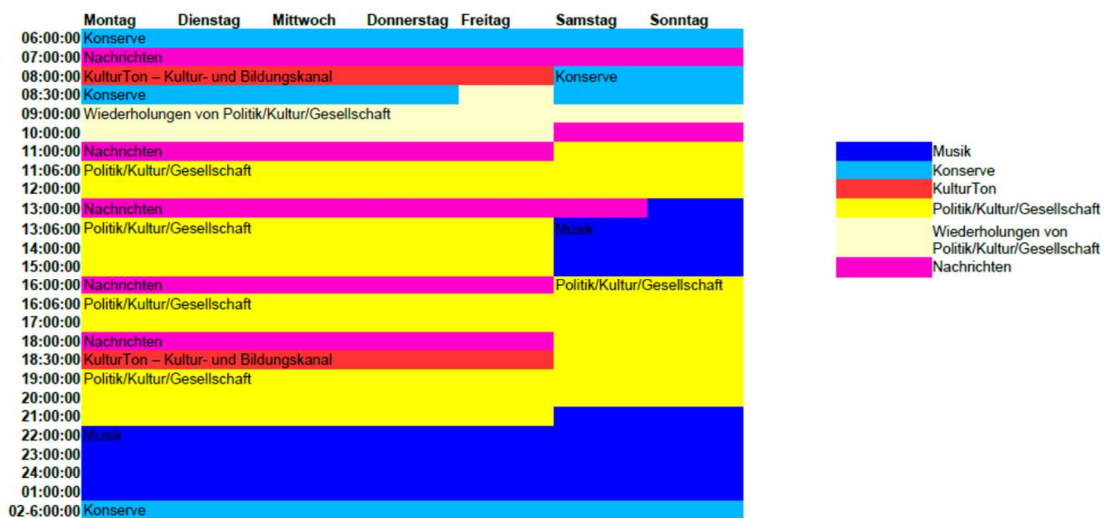 Montag Dienstag Mittwoch Donnerstag Freitag Samstag Sonntag
06:00:00 Konserve
07:00:00 Nachrichten
08:00:00 KulturTon – Kultur- und Bildungskanal Konserve
08:30:00 Konserve
09:00:00 Wiederholungen von Politik/Kultur/Gesellschaft
10:00:00
11:00:00 Nachrichten
11:06:00 Politik/Kultur/Gesellschaft
12:00:00
13:00:00 Nachrichten
13:06:00 Politik/Kultur/Gesellschaft Musik
14:00:00
15:00:00
16:00:00 Nachrichten Politik/Kultur/Gesellschaft
16:06:00 Politik/Kultur/Gesellschaft
17:00:00
18:00:00 Nachrichten
18:30:00 KulturTon – Kultur- und Bildungskanal
19:00:00 Politik/Kultur/Gesellschaft
20:00:00
21:00:00
22:00:00 Musik
23:00:00
24:00:00
01:00:00
02-6:00:00 Konserve
Musik
Konserve
KulturTon
Politik/Kultur/Gesellschaft
Wiederholungen von
Politik/Kultur/Gesellschaft
Nachrichten